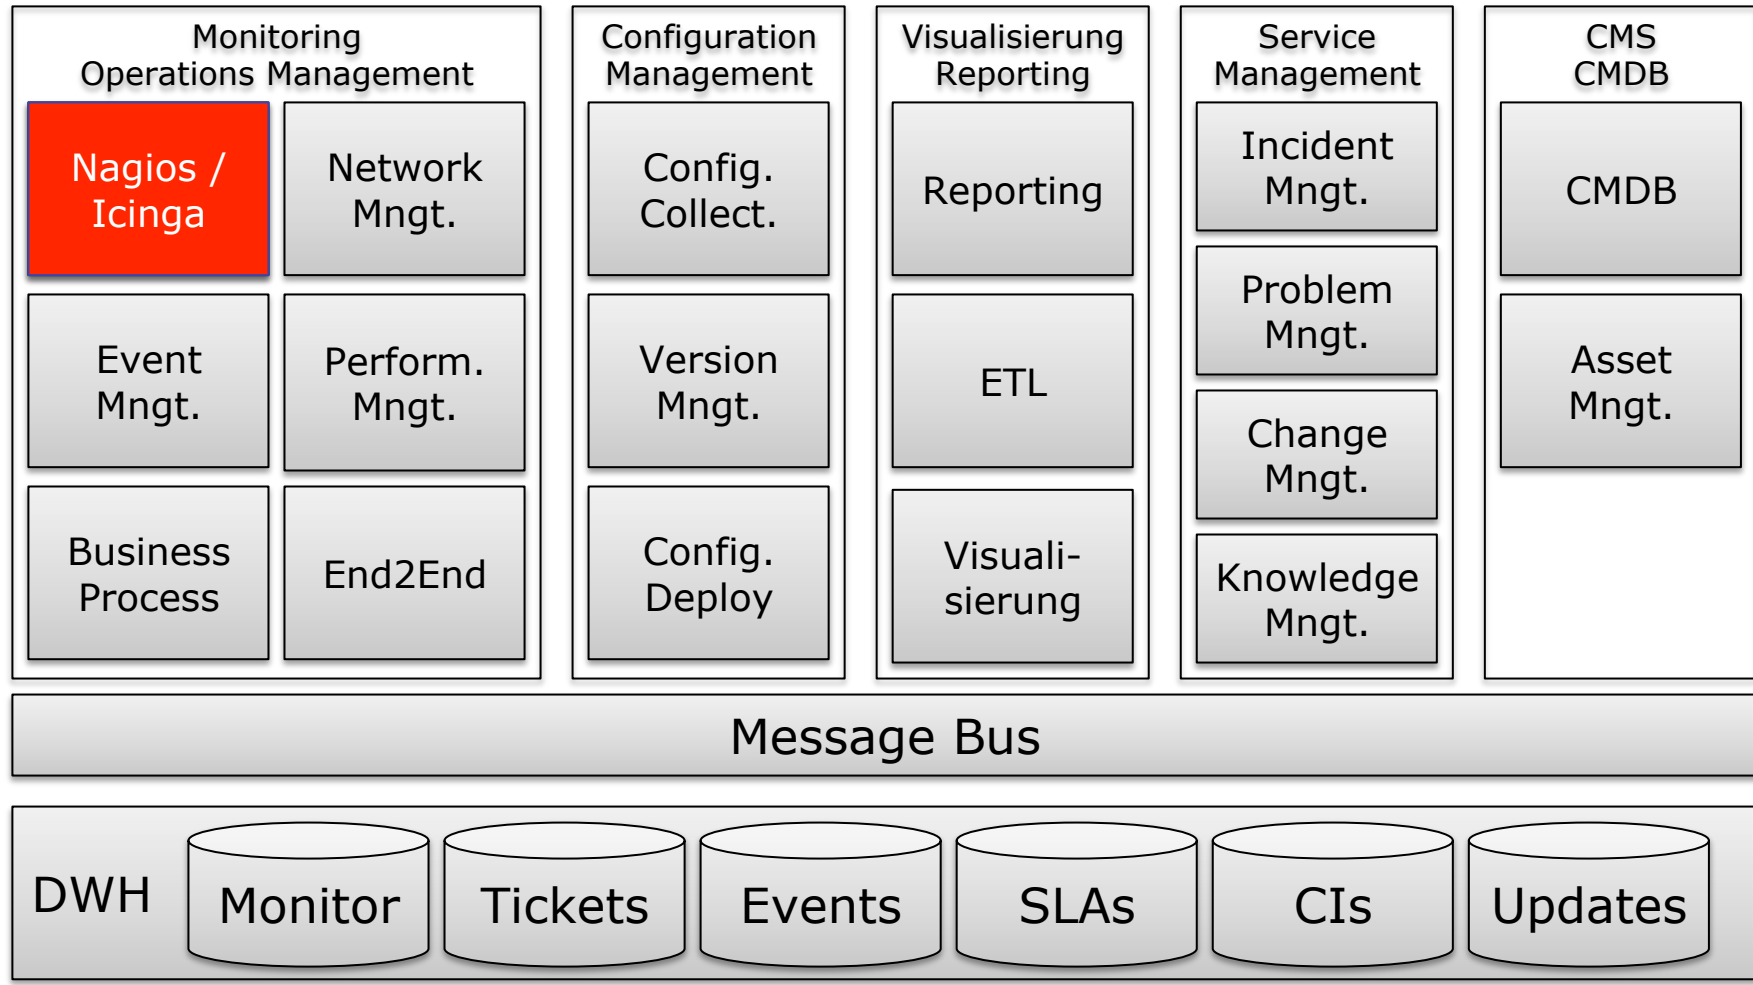 Monitoring
Operations Management
Nagios /
Icinga
Network
Mngt.
Event
Mngt.
Perform.
Mngt.
Business
Process
End2End
Configuration
Management
Config.
Collect.
Version
Mngt.
Config.
Deploy
Visualisierung
Reporting
Reporting
ETL
Visuali-
sierung
Service
Management
Incident
Mngt.
Problem
Mngt.
Change
Mngt.
Knowledge
Mngt.
CMS
CMDB
CMDB
Asset
Mngt.
Message Bus
DWH
Monitor
Tickets
Events
SLAs
CIs
Updates